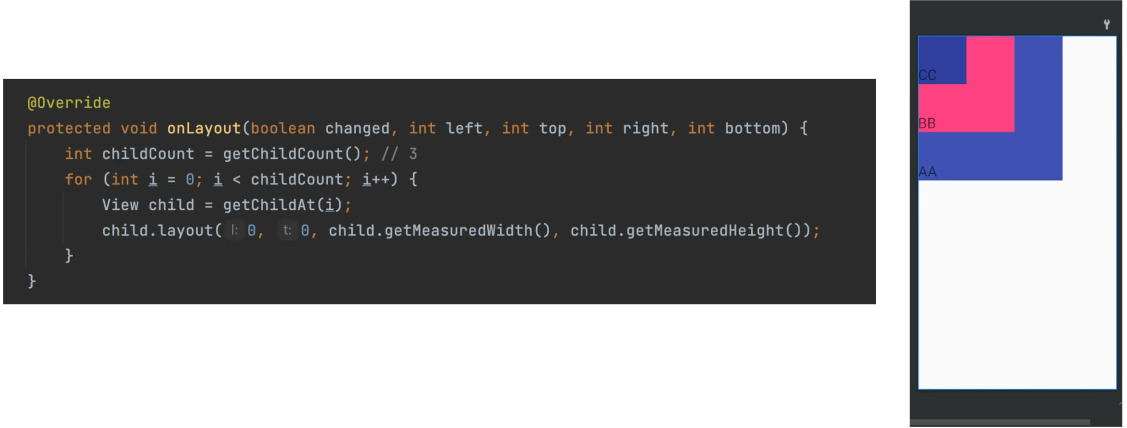 @Override
protected void onLayout(boolean changed, int left, int top, int right, int bottom) {
int childCount = getChildCount(); // 3
for (int i = 0; i < childCount; i++) {
View child = getChildAt(i);
child.layout( l: 0, t: 0, child.getMeasuredWidth(), child.getMeasuredHeight());
}
}
CC
BB
AA